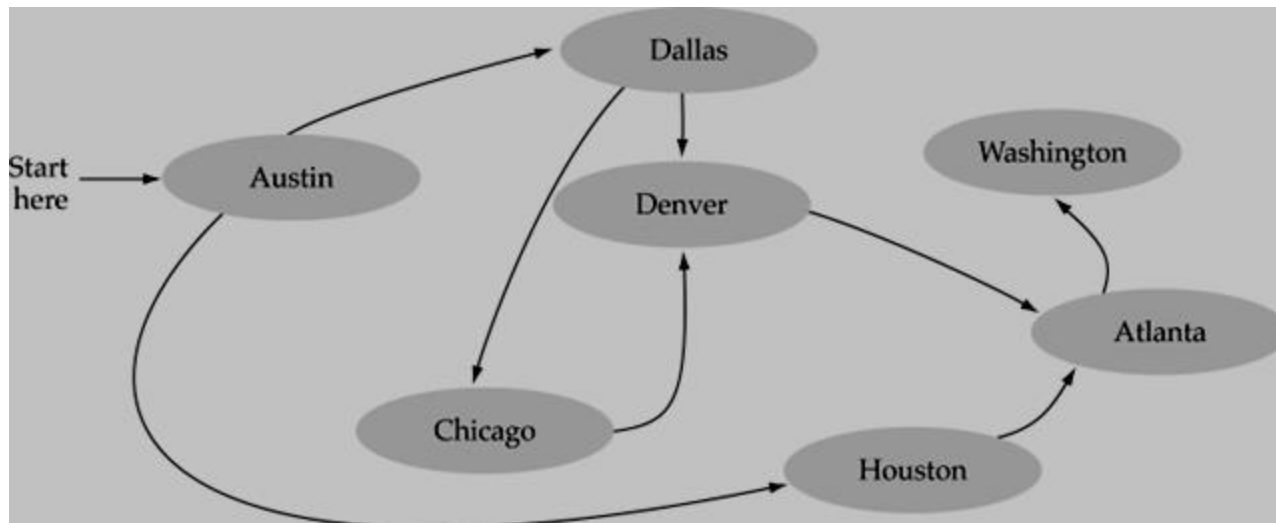 Dallas
Washington
Start
here
Austin
Denver
Atlanta
Chicago
Houston